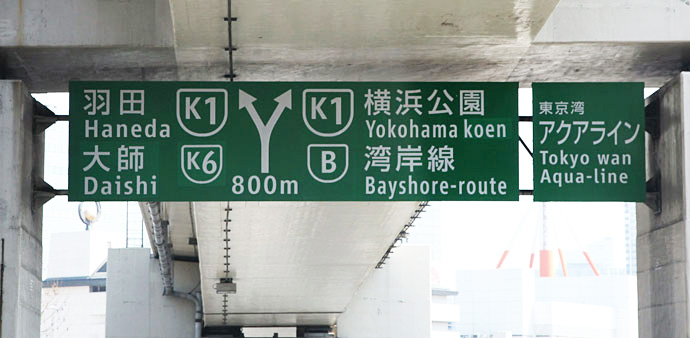 羽田
Haneda
K1
大師
Daishi
K6
800m
K1
横浜公園
Yokohama koen
B
湾岸線
Bayshore-route
東京湾
アクアライン
Tokyo wan
Aqua-line